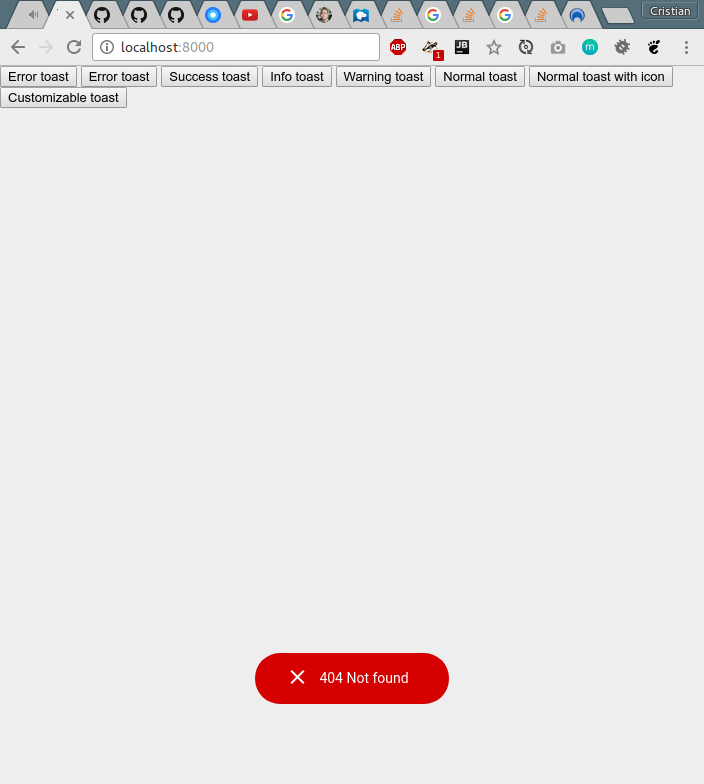 Cristian
localhost:8000
ABP
1
JB
m
Error toast Error toast Success toast Info toast Warning toast Normal toast Normal toast with icon
Customizable toast
404 Not found